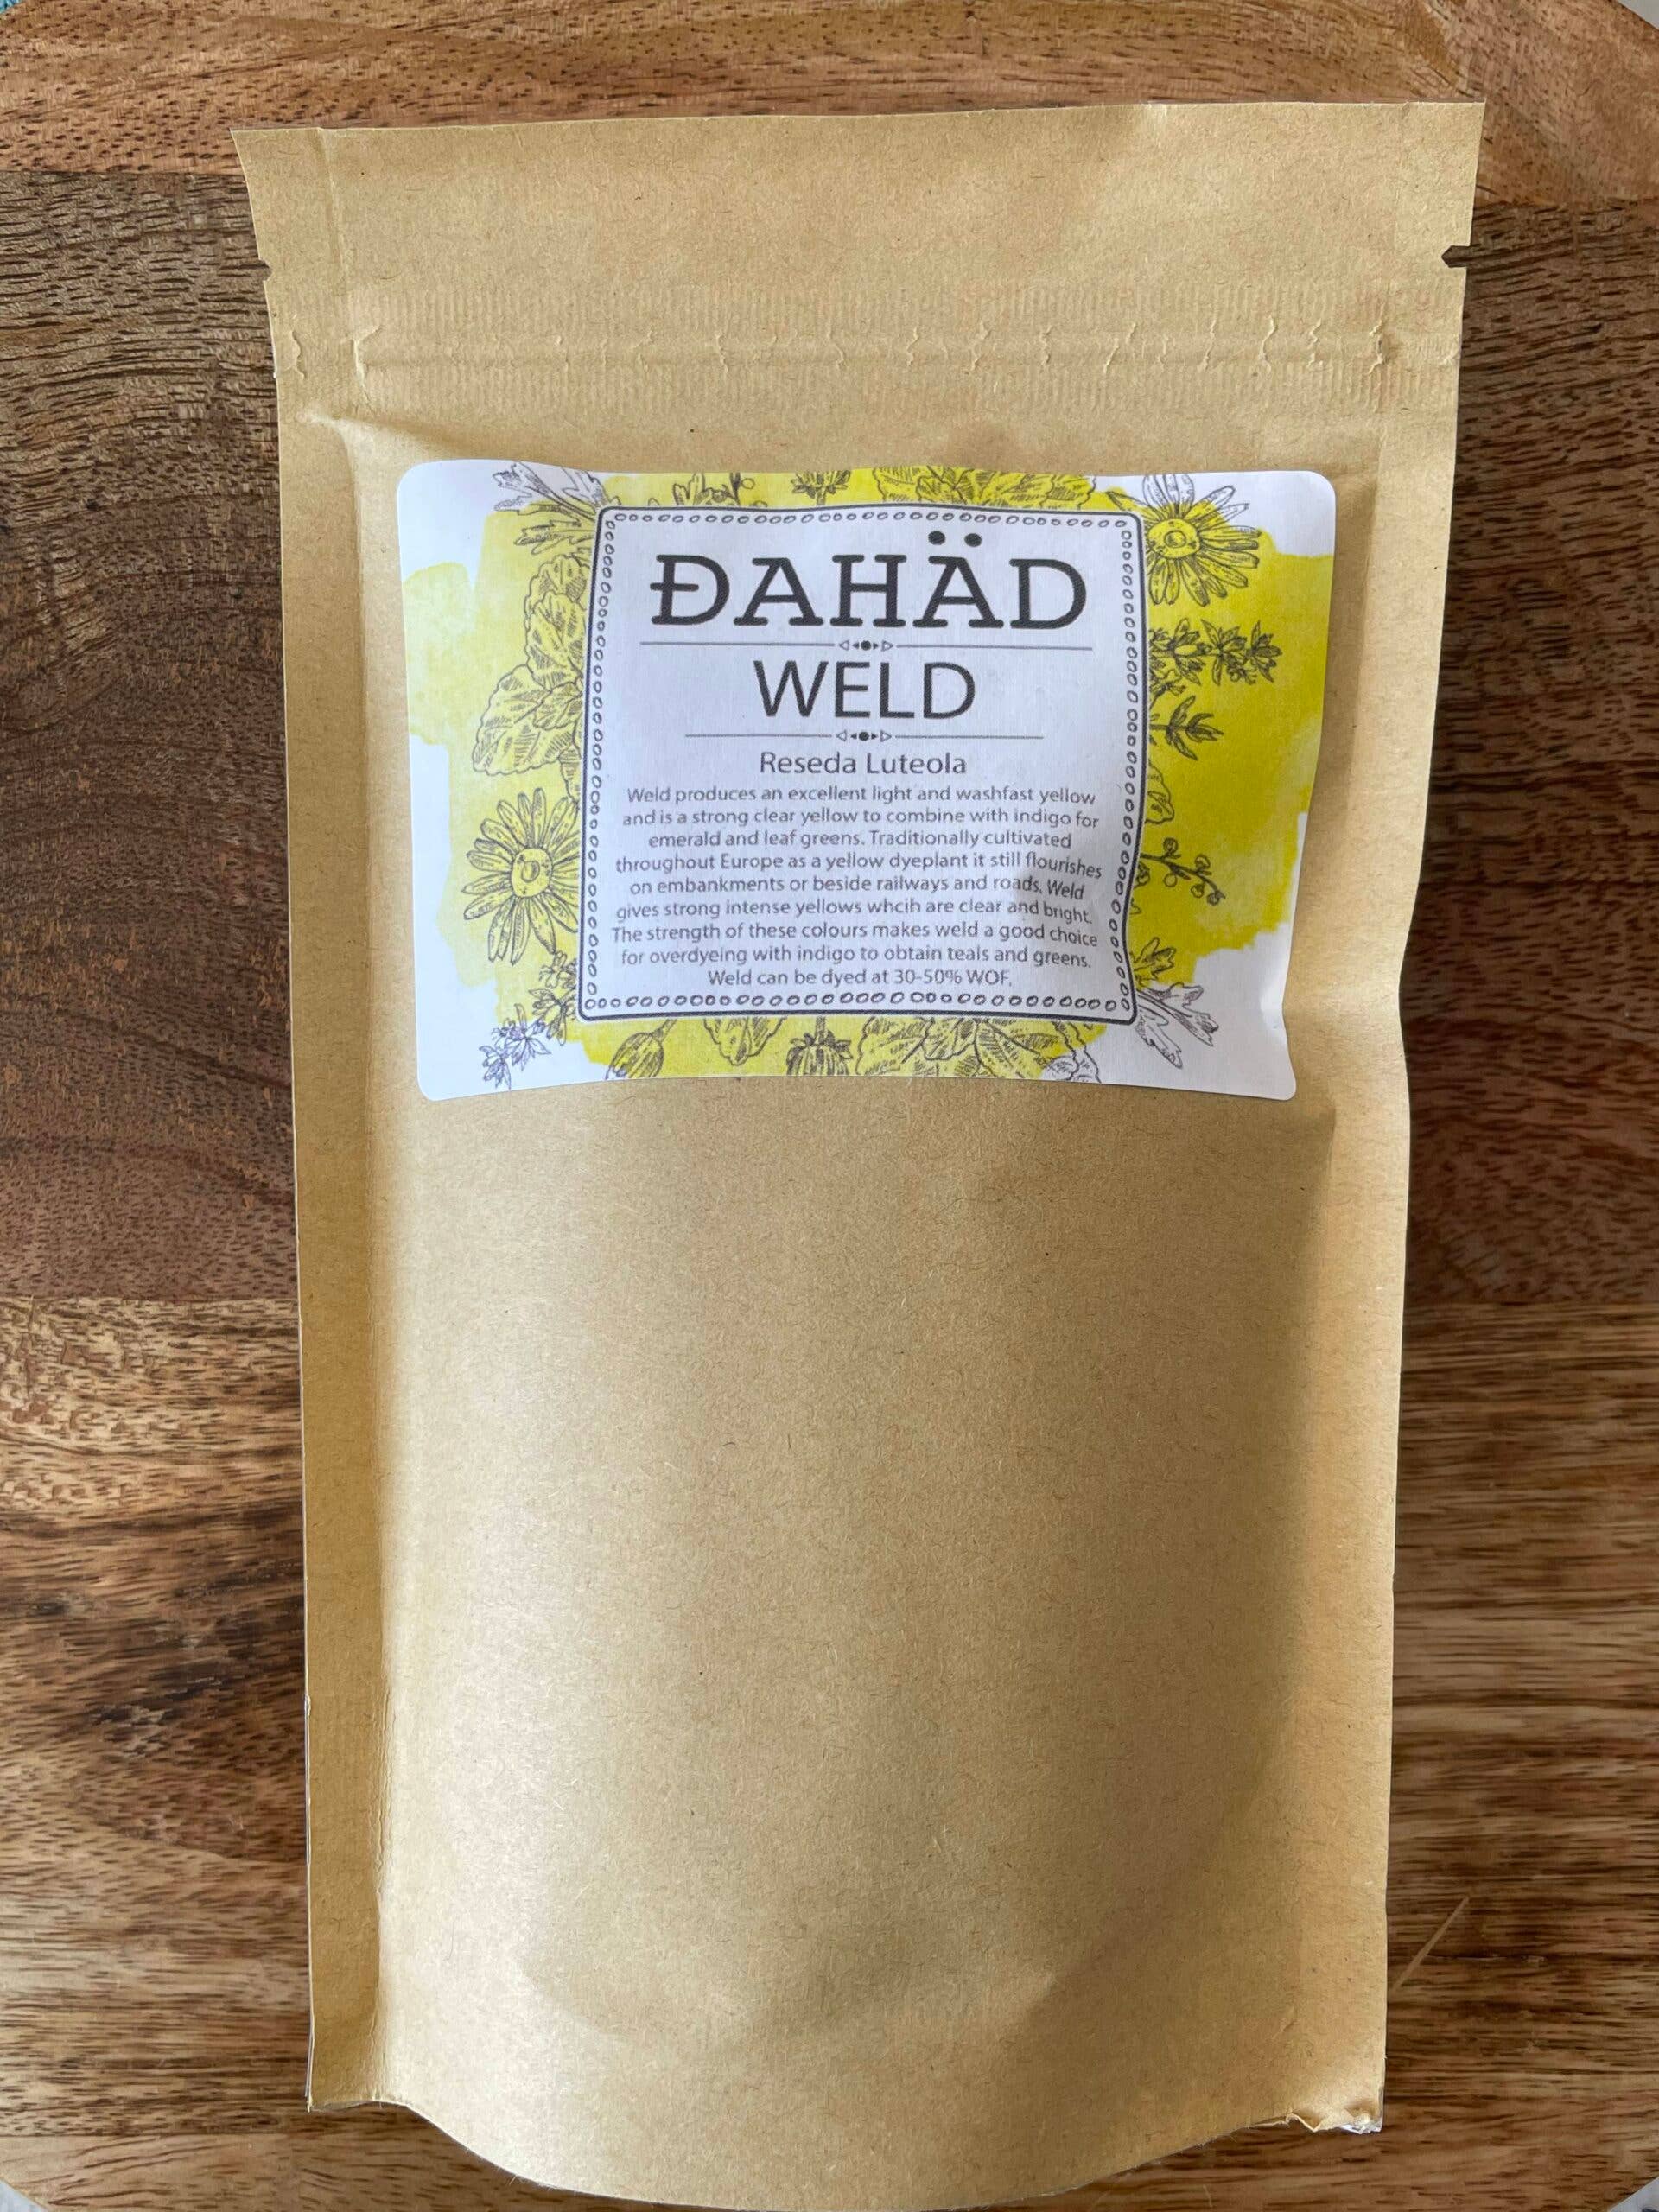 ĐAHÄD
WELD
Reseda Luteola
Weld produces an excellent light and washfast yellow
and is a strong clear yellow to combine with indigo for
emerald and leaf greens. Traditionally cultivated
throughout Europe as a yellow dyeplant it still flourishes
on embankments or beside railways and roads. Weld
gives strong intense yellows whcih are clear and bright.
The strength of these colours makes weld a good choice
for overdyeing with indigo to obtain teals and greens.
Weld can be dyed at 30-50% WOF.